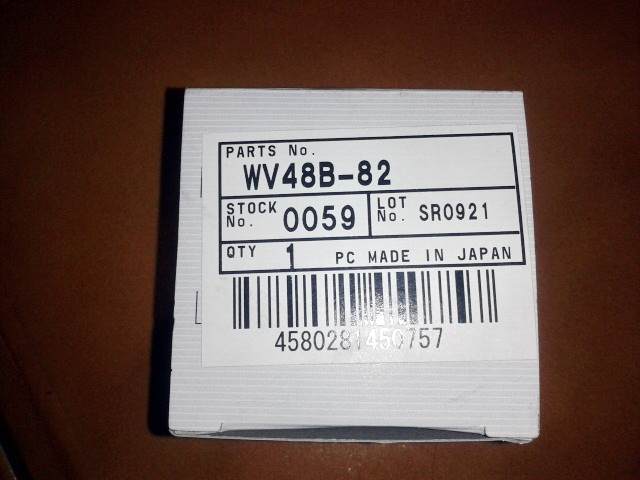 PARTS No.
WV48B-82
STOCK No. 0059 LOT No. SR0921
QTY 1 PC MADE IN JAPAN
4580281450757